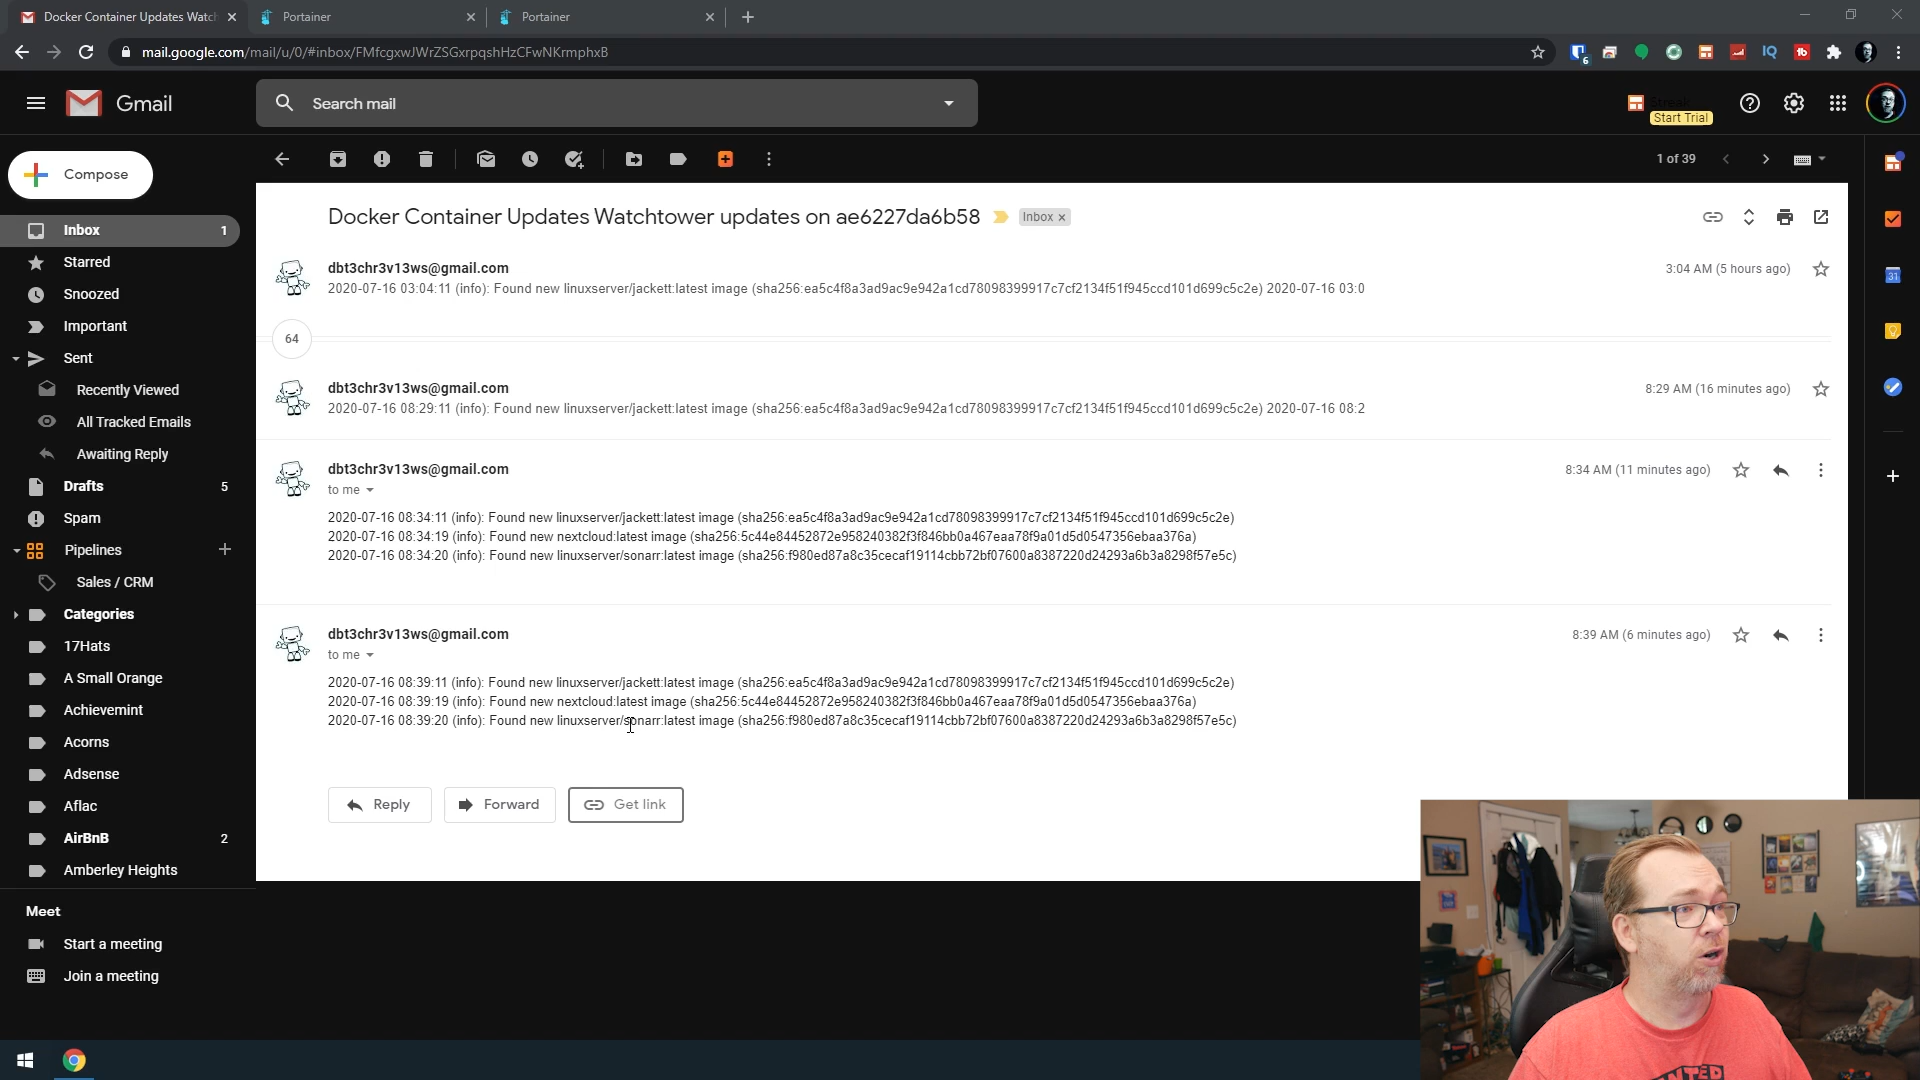 Docker Container Updates Watch
Portainer
Portainer
mail.google.com/mail/u/0/#inbox/FMfcgxwJWrZSGxrpqshHzCFwNKrmphxB
6
IQ
Gmail
Search mail
Start Trial
Compose
1 of 39
Docker Container Updates Watchtower updates on ae6227da6b58
Inbox ×
Inbox 1
Starred
Snoozed
Important
Sent
Recently Viewed
All Tracked Emails
Awaiting Reply
Drafts 5
Spam
Pipelines
Sales / CRM
Categories
17Hats
A Small Orange
Achievemint
Acorns
Adsense
Aflac
AirBnB 2
Amberley Heights
Meet
Start a meeting
Join a meeting
dbt3chr3v13ws@gmail.com
3:04 AM (5 hours ago)
2020-07-16 03:04:11 (info): Found new linuxserver/jackett:latest image (sha256:ea5c4f8a3ad9ac9e942a1cd78098399917c7cf2134f51f945ccd101d699c5c2e) 2020-07-16 03:0
64
dbt3chr3v13ws@gmail.com
8:29 AM (16 minutes ago)
2020-07-16 08:29:11 (info): Found new linuxserver/jackett:latest image (sha256:ea5c4f8a3ad9ac9e942a1cd78098399917c7cf2134f51f945ccd101d699c5c2e) 2020-07-16 08:2
dbt3chr3v13ws@gmail.com
8:34 AM (11 minutes ago)
to me
2020-07-16 08:34:11 (info): Found new linuxserver/jackett:latest image (sha256:ea5c4f8a3ad9ac9e942a1cd78098399917c7cf2134f51f945ccd101d699c5c2e)
2020-07-16 08:34:19 (info): Found new nextcloud:latest image (sha256:5c44e84452872e958240382f3f846bb0a467eaa78f9a01d5d0547356ebaa376a)
2020-07-16 08:34:20 (info): Found new linuxserver/sonarr:latest image (sha256:f980ed87a8c35cecaf19114cbb72bf07600a8387220d24293a6b3a8298f57e5c)
dbt3chr3v13ws@gmail.com
8:39 AM (6 minutes ago)
to me
2020-07-16 08:39:11 (info): Found new linuxserver/jackett:latest image (sha256:ea5c4f8a3ad9ac9e942a1cd78098399917c7cf2134f51f945ccd101d699c5c2e)
2020-07-16 08:39:19 (info): Found new nextcloud:latest image (sha256:5c44e84452872e958240382f3f846bb0a467eaa78f9a01d5d0547356ebaa376a)
2020-07-16 08:39:20 (info): Found new linuxserver/sonarr:latest image (sha256:f980ed87a8c35cecaf19114cbb72bf07600a8387220d24293a6b3a8298f57e5c)
Reply
Forward
Get link
31